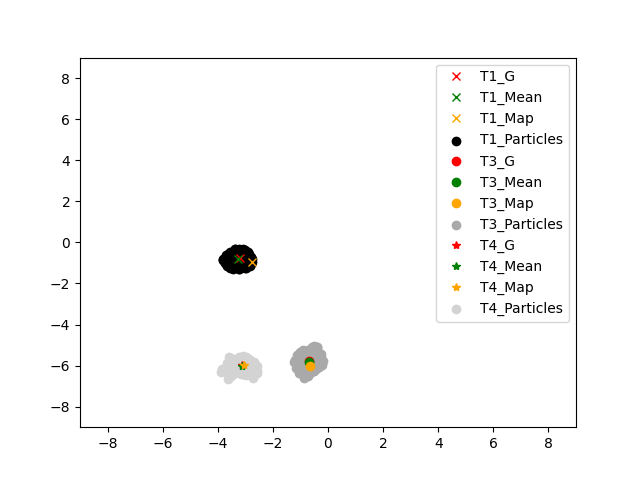 8
6
4
2
0
−2
−4
−6
−8
−8
−6
−4
−2
0
2
4
6
8
T1_G
T1_Mean
T1_Map
T1_Particles
T3_G
T3_Mean
T3_Map
T3_Particles
T4_G
T4_Mean
T4_Map
T4_Particles